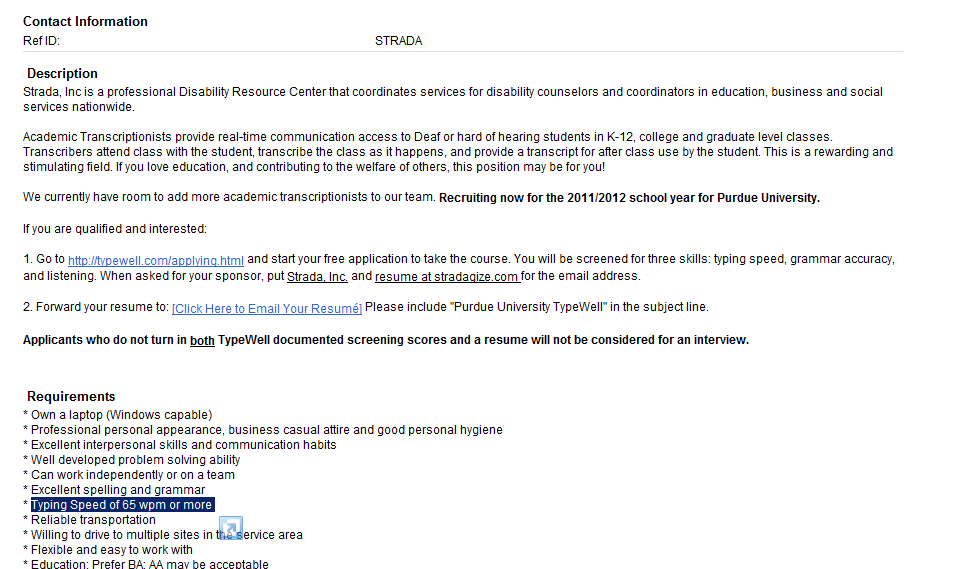 Contact Information
Ref ID: STRADA
Description
Strada, Inc is a professional Disability Resource Center that coordinates services for disability counselors and coordinators in education, business and social
services nationwide.
Academic Transcriptionists provide real-time communication access to Deaf or hard of hearing students in K-12, college and graduate level classes.
Transcribers attend class with the student, transcribe the class as it happens, and provide a transcript for after class use by the student. This is a rewarding and
stimulating field. If you love education, and contributing to the welfare of others, this position may be for you!
We currently have room to add more academic transcriptionists to our team. Recruiting now for the 2011/2012 school year for Purdue University.
If you are qualified and interested:
1. Go to http://typewell.com/applying.html and start your free application to take the course. You will be screened for three skills: typing speed, grammar accuracy,
and listening. When asked for your sponsor, put Strada, Inc. and resume at stradaqize.com for the email address.
2. Forward your resume to: [Click Here to Email Your Resumé] Please include "Purdue University TypeWell" in the subject line.
Applicants who do not turn in both TypeWell documented screening scores and a resume will not be considered for an interview.
Requirements
* Own a laptop (Windows capable)
* Professional personal appearance, business casual attire and good personal hygiene
* Excellent interpersonal skills and communication habits
* Well developed problem solving ability
* Can work independently or on a team
* Excellent spelling and grammar
* Typing Speed of 65 wpm or more
* Reliable transportation
* Willing to drive to multiple sites in the service area
* Flexible and easy to work with
* Education: Prefer BA: AA may be acceptable